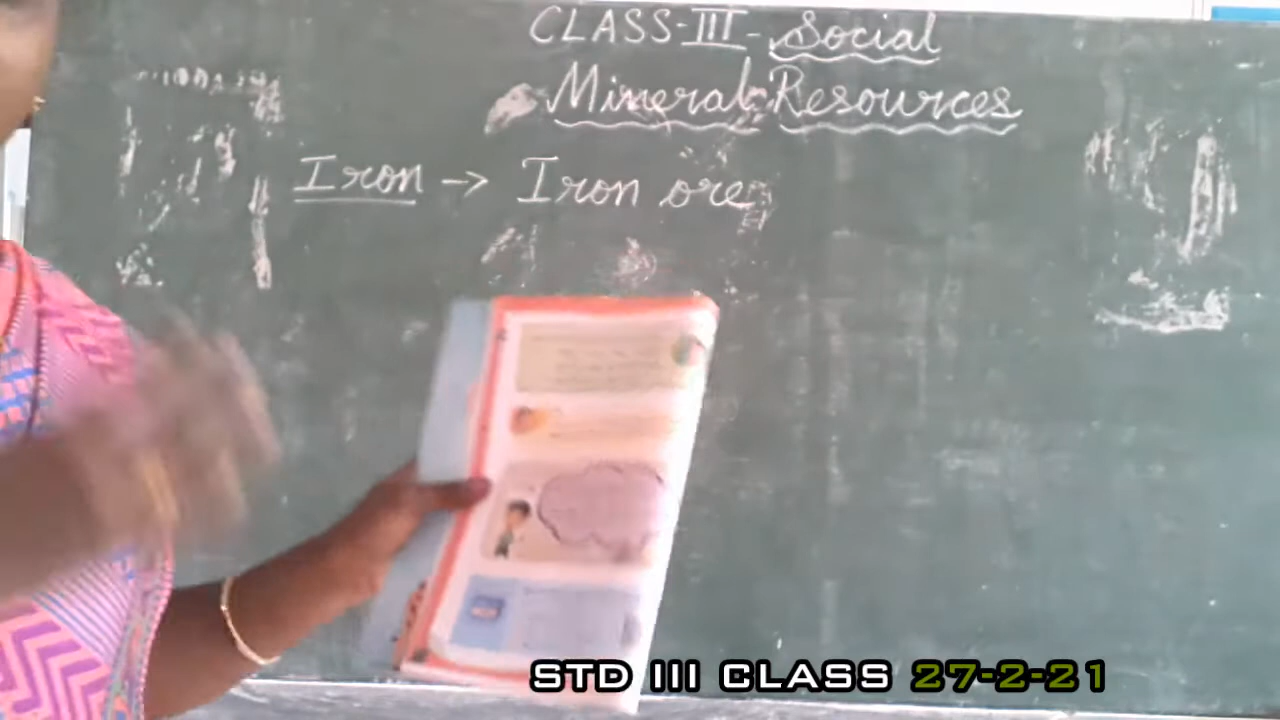 CLASS-III- Social
Mineral Resources
Iron → Iron ore
STD III CLASS 27-2-21